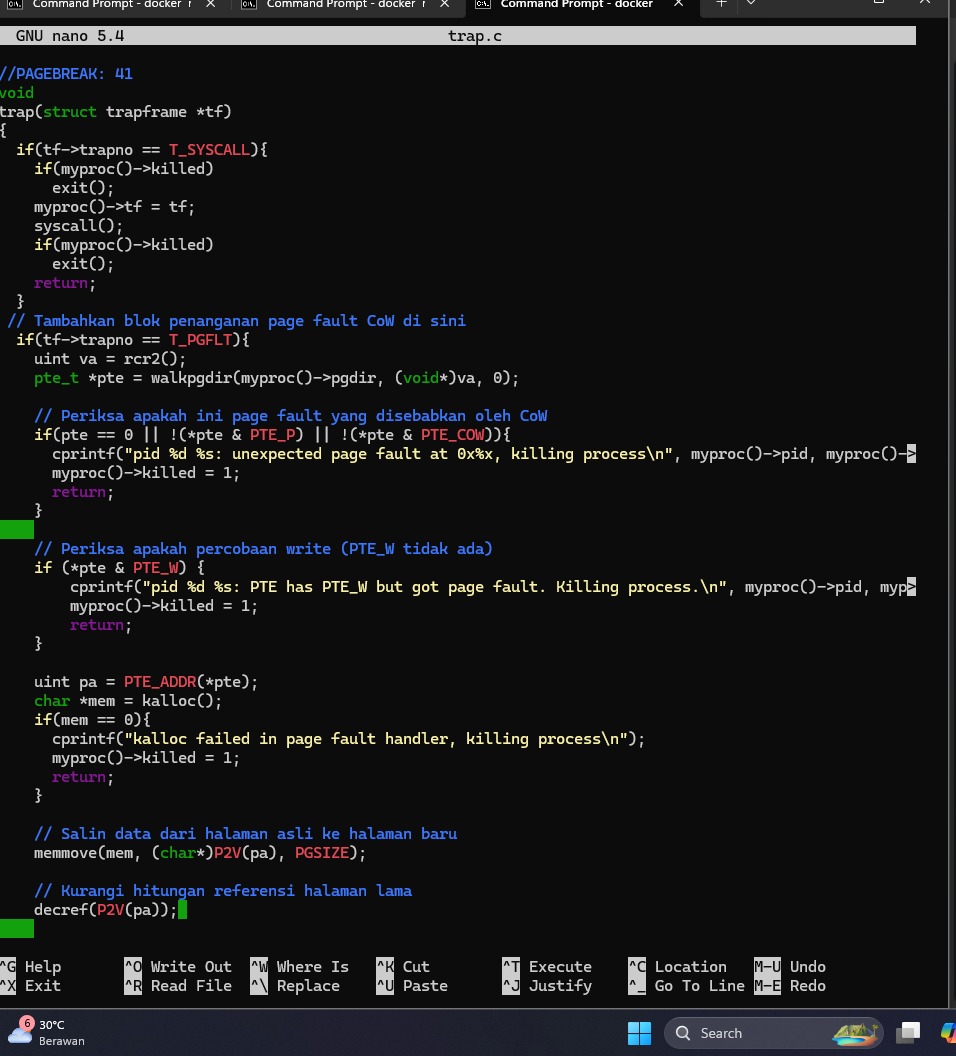 Command Prompt - docker r
Command Prompt - docker r
Command Prompt - docker
GNU nano 5.4 trap.c
//PAGEBREAK: 41
void
trap(struct trapframe *tf)
{
if(tf->trapno == T_SYSCALL){
if(myproc()->killed)
exit();
myproc()->tf = tf;
syscall();
if(myproc()->killed)
exit();
return;
}
// Tambahkan blok penanganan page fault CoW di sini
if(tf->trapno == T_PGFLT){
uint va = rcr2();
pte_t *pte = walkpgdir(myproc()->pgdir, (void*)va, 0);
// Periksa apakah ini page fault yang disebabkan oleh CoW
if(pte == 0 || !(*pte & PTE_P) || !(*pte & PTE_COW)){
cprintf("pid %d %s: unexpected page fault at 0x%x, killing process\n", myproc()->pid, myproc()->
myproc()->killed = 1;
return;
}
// Periksa apakah percobaan write (PTE_W tidak ada)
if (*pte & PTE_W) {
cprintf("pid %d %s: PTE has PTE_W but got page fault. Killing process.\n", myproc()->pid, myp>
myproc()->killed = 1;
return;
}
uint pa = PTE_ADDR(*pte);
char *mem = kalloc();
if(mem == 0){
cprintf("kalloc failed in page fault handler, killing process\n");
myproc()->killed = 1;
return;
}
// Salin data dari halaman asli ke halaman baru
memmove(mem, (char*)P2V(pa), PGSIZE);
// Kurangi hitungan referensi halaman lama
decref(P2V(pa));
^G Help ^O Write Out ^W Where Is ^K Cut ^T Execute ^C Location M-U Undo
^X Exit ^R Read File ^\ Replace ^U Paste ^J Justify ^_ Go To Line M-E Redo
6
30°C
Berawan
Search